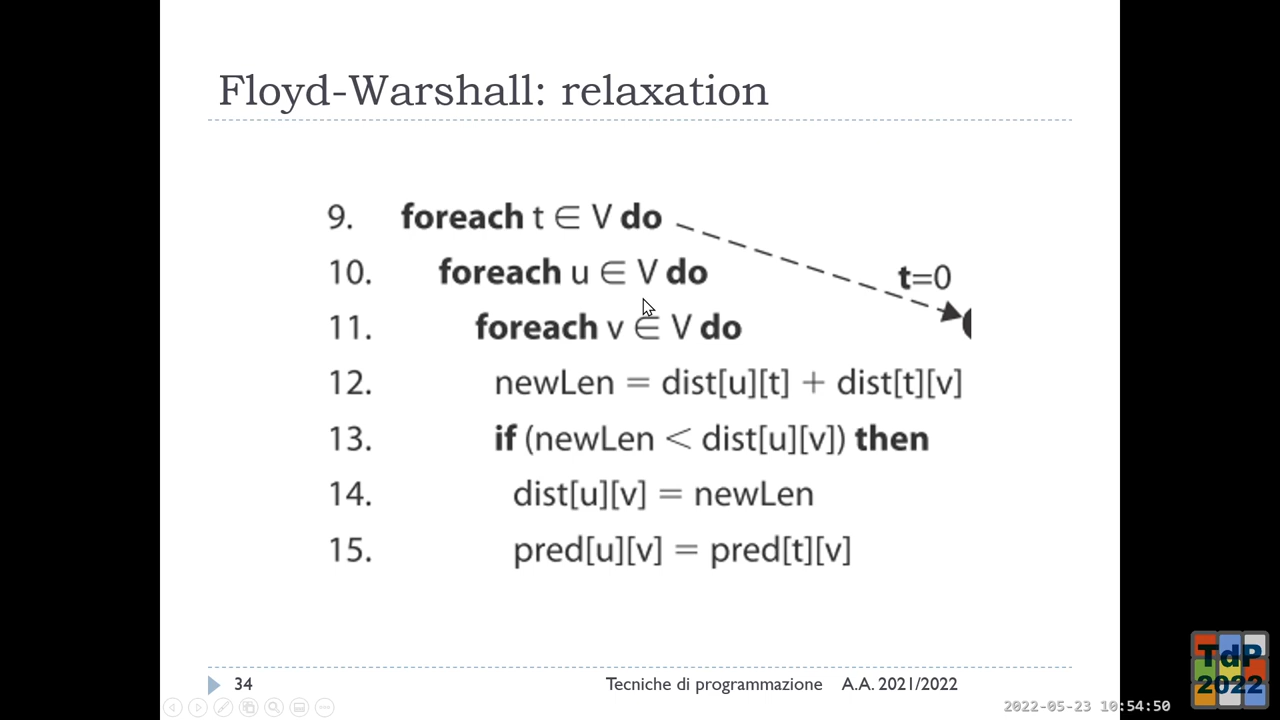 Floyd-Warshall: relaxation
9. foreach t ∈ V do
10. foreach u ∈ V do
t=0
11. foreach v ∈ V do
12. newLen = dist[u][t] + dist[t][v]
13. if (newLen < dist[u][v]) then
14. dist[u][v] = newLen
15. pred[u][v] = pred[t][v]
34 Tecniche di programmazione A.A. 2021/2022
TdP
2022
2022-05-23 10:54:50